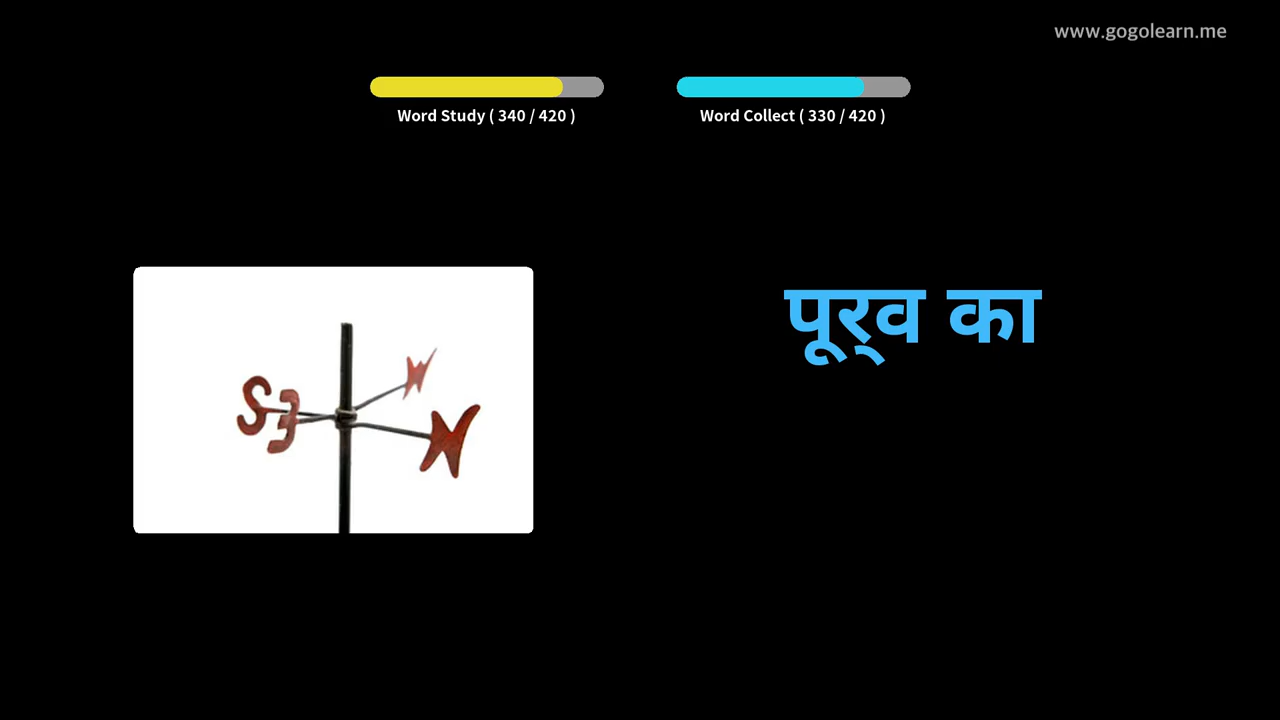 www.gogolearn.me
Word Study ( 340 / 420 )
Word Collect ( 330 / 420 )
पूर्‌व का
S E N